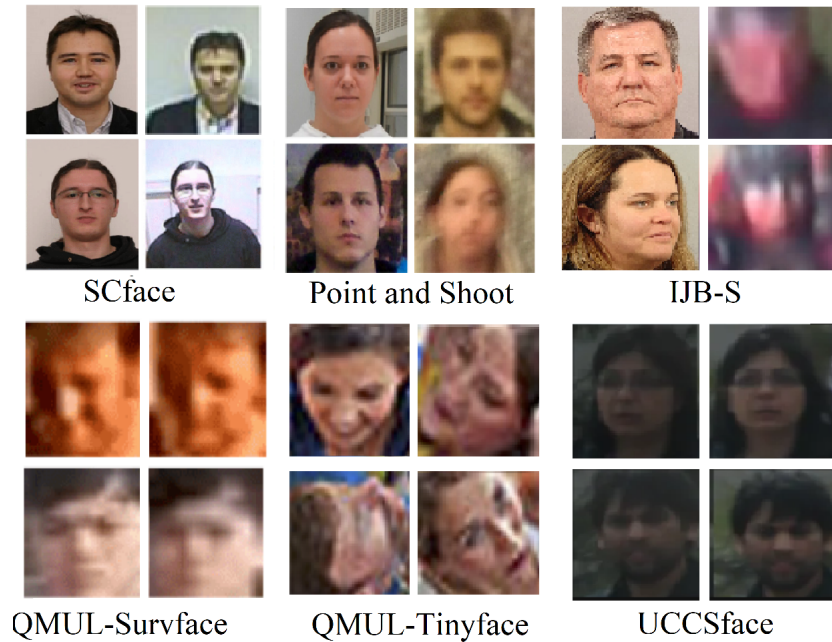 SCface
Point and Shoot
IJB-S
QMUL-Survface
QMUL-Tinyface
UCCSface